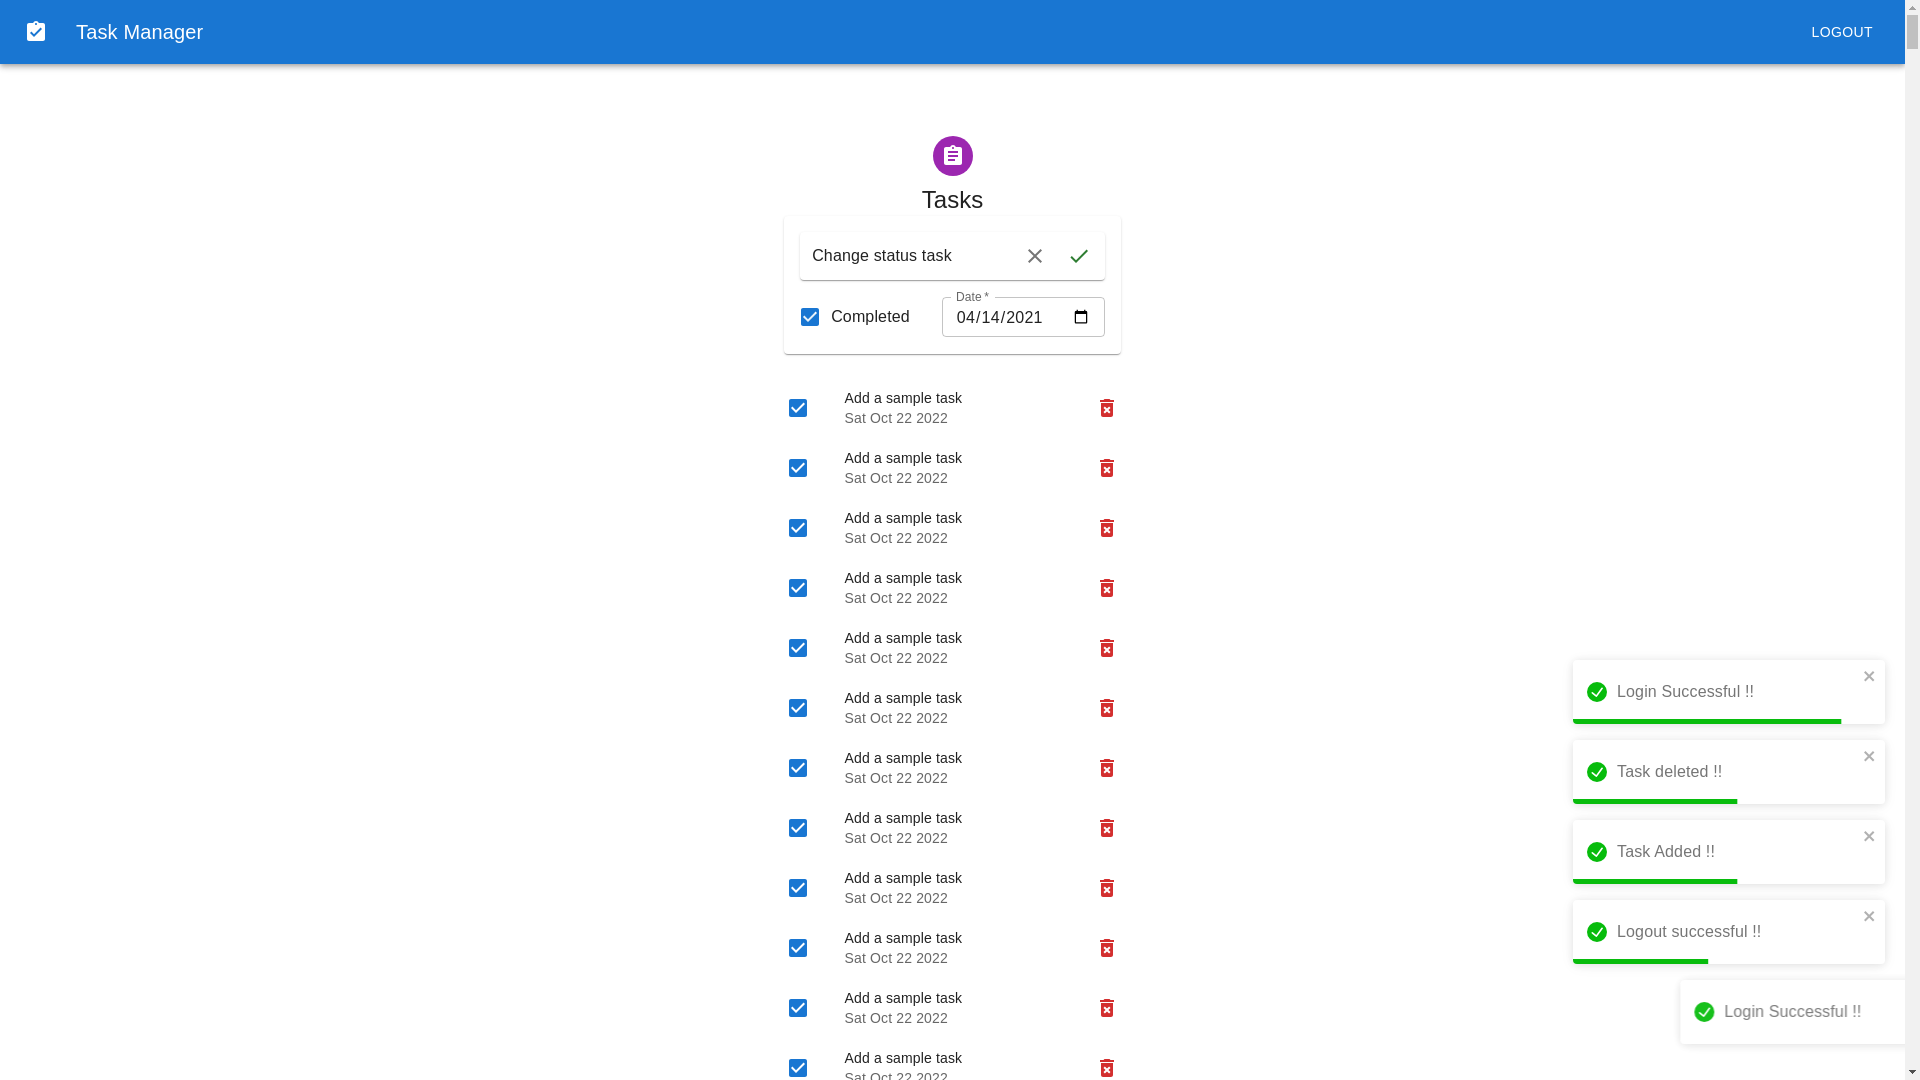 Task Manager
LOGOUT
Tasks
Change status task
Completed
Date *
04/14/2021
Add a sample task
Sat Oct 22 2022
Add a sample task
Sat Oct 22 2022
Add a sample task
Sat Oct 22 2022
Add a sample task
Sat Oct 22 2022
Add a sample task
Sat Oct 22 2022
Add a sample task
Sat Oct 22 2022
Add a sample task
Sat Oct 22 2022
Add a sample task
Sat Oct 22 2022
Add a sample task
Sat Oct 22 2022
Add a sample task
Sat Oct 22 2022
Add a sample task
Sat Oct 22 2022
Add a sample task
Sat Oct 22 2022
Login Successful !!
Task deleted !!
Task Added !!
Logout successful !!
Login Successful !!